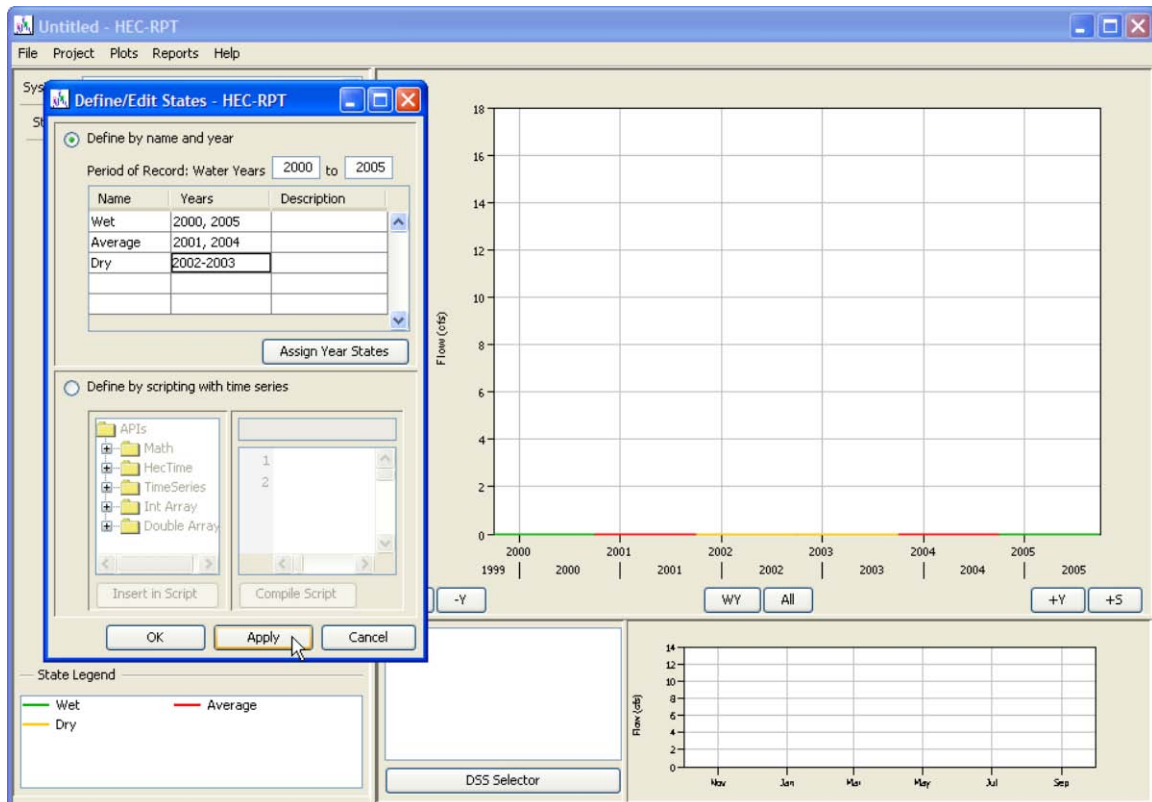 Untitled - HEC-RPT
File Project Plots Reports Help
Sys
St
Define/Edit States - HEC-RPT
Define by name and year
Period of Record: Water Years 2000 to 2005
Name Years Description
Wet 2000, 2005
Average 2001, 2004
Dry 2002-2003
Assign Year States
Define by scripting with time series
APIs
Math
HecTime
TimeSeries
Int Array
Double Array
1
2
Insert in Script Compile Script
OK Apply Cancel
State Legend
Wet Average
Dry
18
16
14
12
10
8
6
4
2
0
Flow (cfs)
2000 2001 2002 2003 2004 2005
1999 | 2000 | 2001 | 2002 | 2003 | 2004 | 2005
-Y WY All +Y +S
DSS Selector
14
12
10
8
6
4
2
0
Flow (cfs)
Nov Jan Mar May Jul Sep